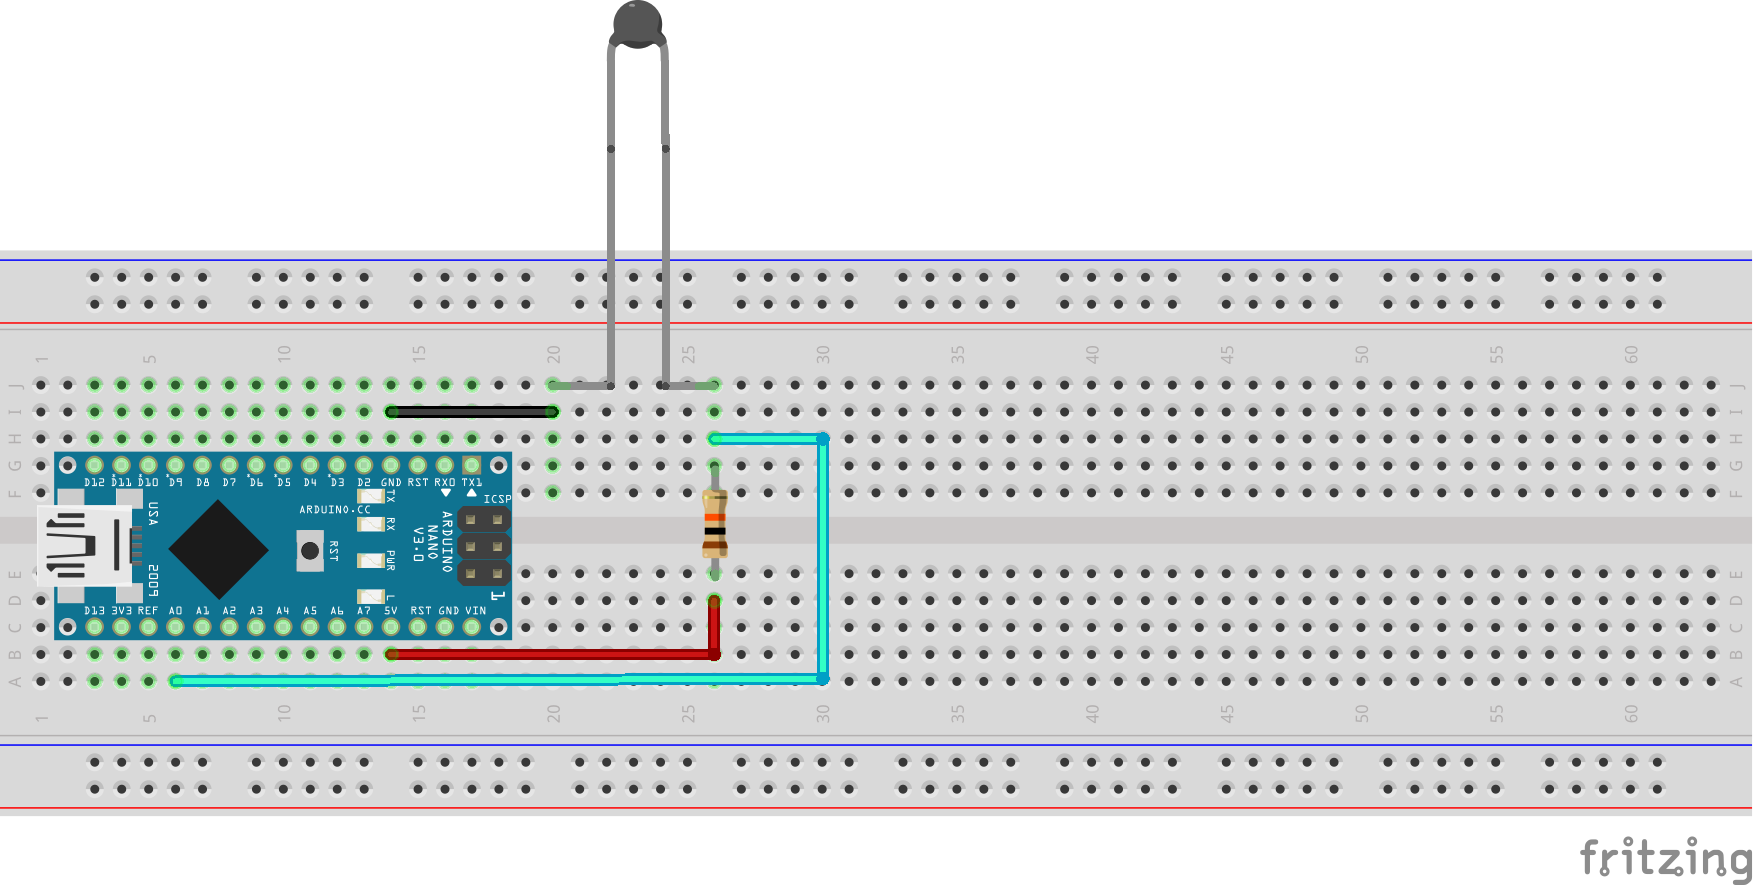 1 5 10 15 20 25 30 35 40 45 50 55 60
J J
I I
H H
G G
F F
D12 D11 D10 D9 D8 D7 D6 D5 D4 D3 D2 GND RST RX0 TX1
ICSP
ARDUINO.CC
USA
2009
TX
RX
RST
PWR
L
ARDUINO
NANO
V3.0
1
D13 3V3 REF A0 A1 A2 A3 A4 A5 A6 A7 5V RST GND VIN
E E
D D
C C
B B
A A
1 5 10 15 20 25 30 35 40 45 50 55 60
fritzing